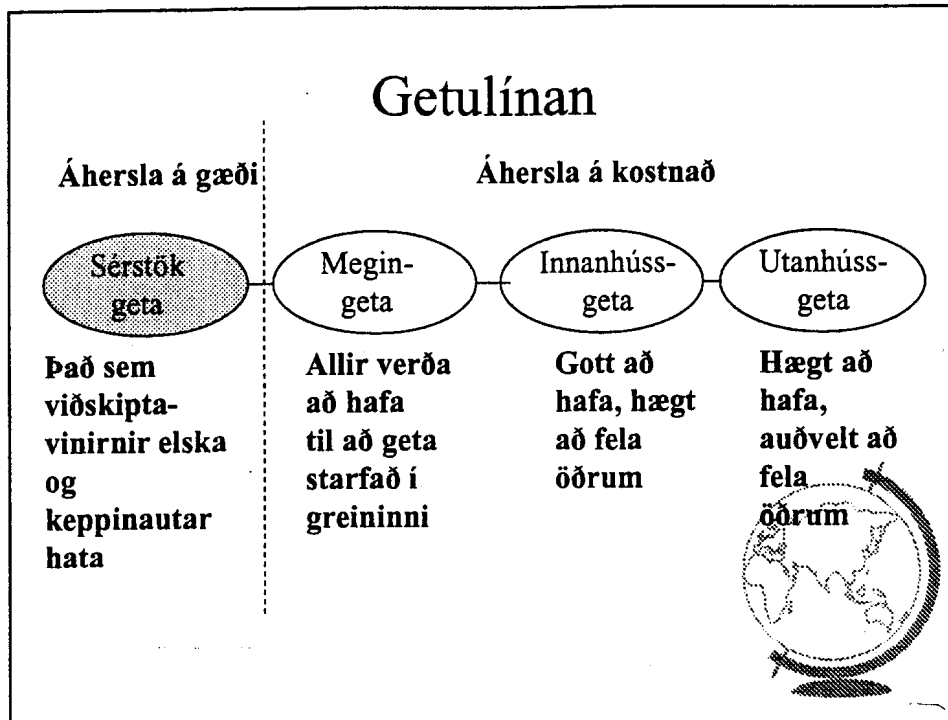 Getulínan
Áhersla á gæði
Áhersla á kostnað
Sérstök
geta
Megin-
geta
Innanhúss-
geta
Utanhúss-
geta
Það sem
viðskipta-
vinirnir elska
og
keppinautar
hata
Allir verða
að hafa
til að geta
starfað í
greininni
Gott að
hafa, hægt
að fela
öðrum
Hægt að
hafa,
auðvelt að
fela
öðrum